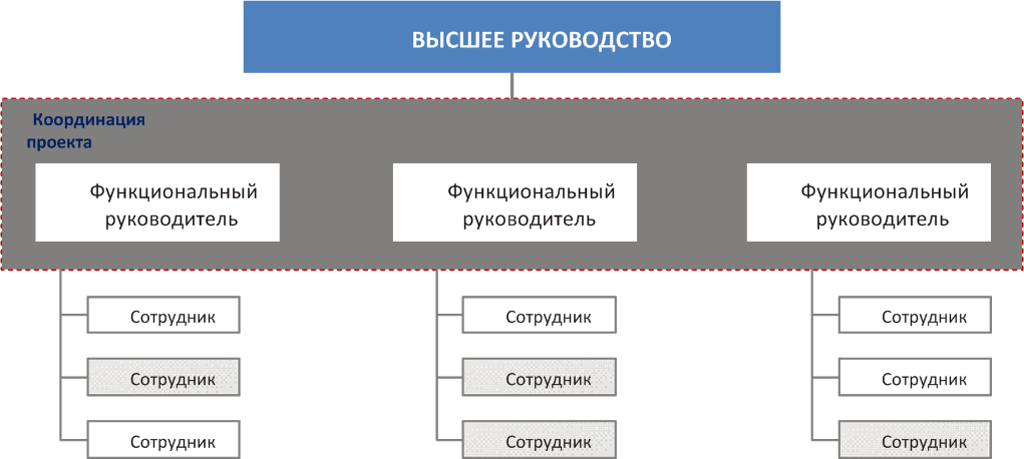 ВЫСШЕЕ РУКОВОДСТВО
Координация
проекта
Функциональный
руководитель
Функциональный
руководитель
Функциональный
руководитель
Сотрудник
Сотрудник
Сотрудник
Сотрудник
Сотрудник
Сотрудник
Сотрудник
Сотрудник
Сотрудник